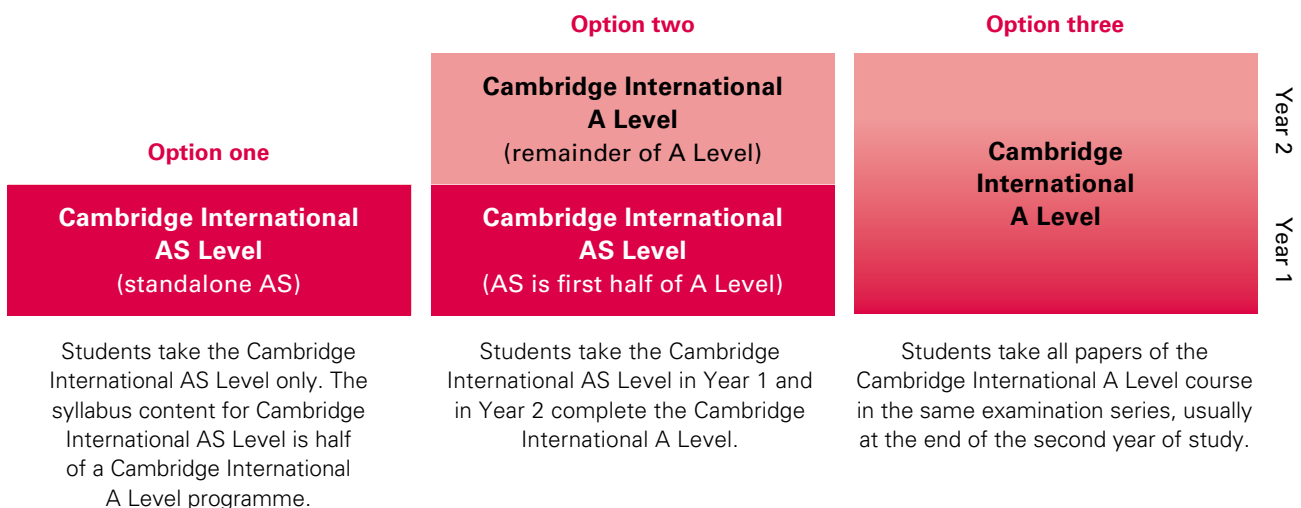 Option one
Cambridge International
AS Level
(standalone AS)
Students take the Cambridge
International AS Level only. The
syllabus content for Cambridge
International AS Level is half
of a Cambridge International
A Level programme.
Option two
Cambridge International
A Level
(remainder of A Level)
Cambridge International
AS Level
(AS is first half of A Level)
Students take the Cambridge
International AS Level in Year 1 and
in Year 2 complete the Cambridge
International A Level.
Option three
Cambridge
International
A Level
Students take all papers of the
Cambridge International A Level course
in the same examination series, usually
at the end of the second year of study.
Year 2
Year 1